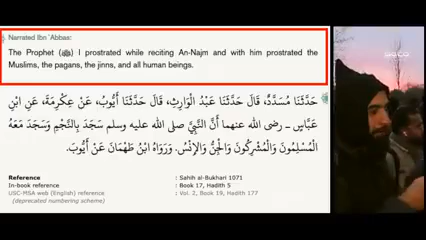 Narrated Ibn `Abbas:
The Prophet (ﷺ) I prostrated while reciting An-Najm and with him prostrated the
Muslims, the pagans, the jinns, and all human beings.
حَدَّثَنَا مُسَدَّدٌ، قَالَ حَدَّثَنَا عَبْدُ الْوَارِثِ، قَالَ حَدَّثَنَا أَيُّوبُ، عَنْ عِكْرِمَةَ، عَنِ ابْنِ
عَبَّاسٍ ـ رضى الله عنهما أَنَّ النَّبِيَّ صلى الله عليه وسلم سَجَدَ بِالنَّجْمِ وَسَجَدَ مَعَهُ
الْمُسْلِمُونَ وَالْمُشْرِكُونَ وَالْجِنُّ وَالإِنْسُ‏.‏ وَرَوَاهُ ابْنُ طَهْمَانَ عَنْ أَيُّوبَ‏.‏
Reference : Sahih al-Bukhari 1071
In-book reference : Book 17, Hadith 5
USC-MSA web (English) reference : Vol. 2, Book 19, Hadith 177
(deprecated numbering scheme)